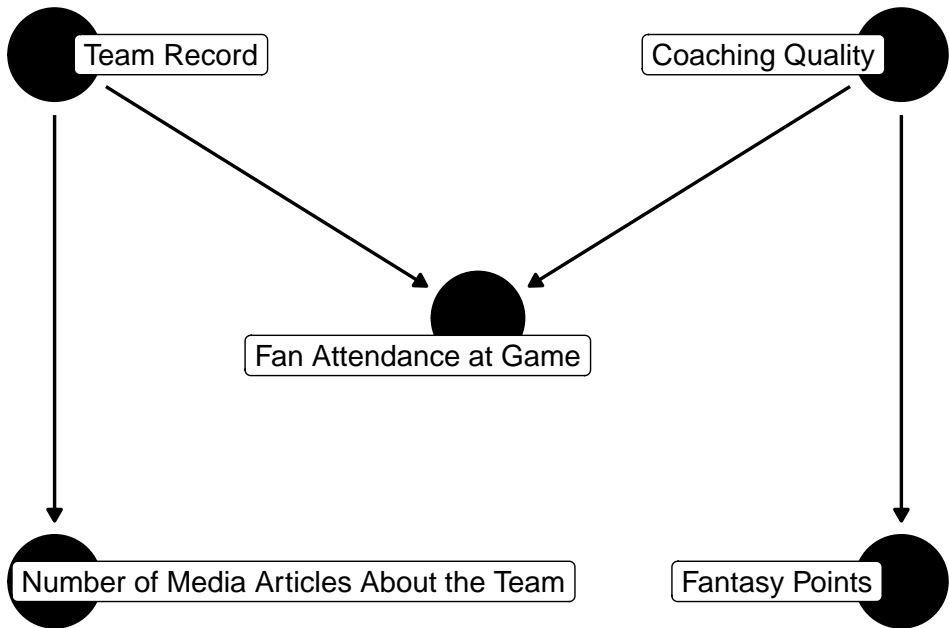 Team Record
Coaching Quality
Fan Attendance at Game
Number of Media Articles About the Team
Fantasy Points